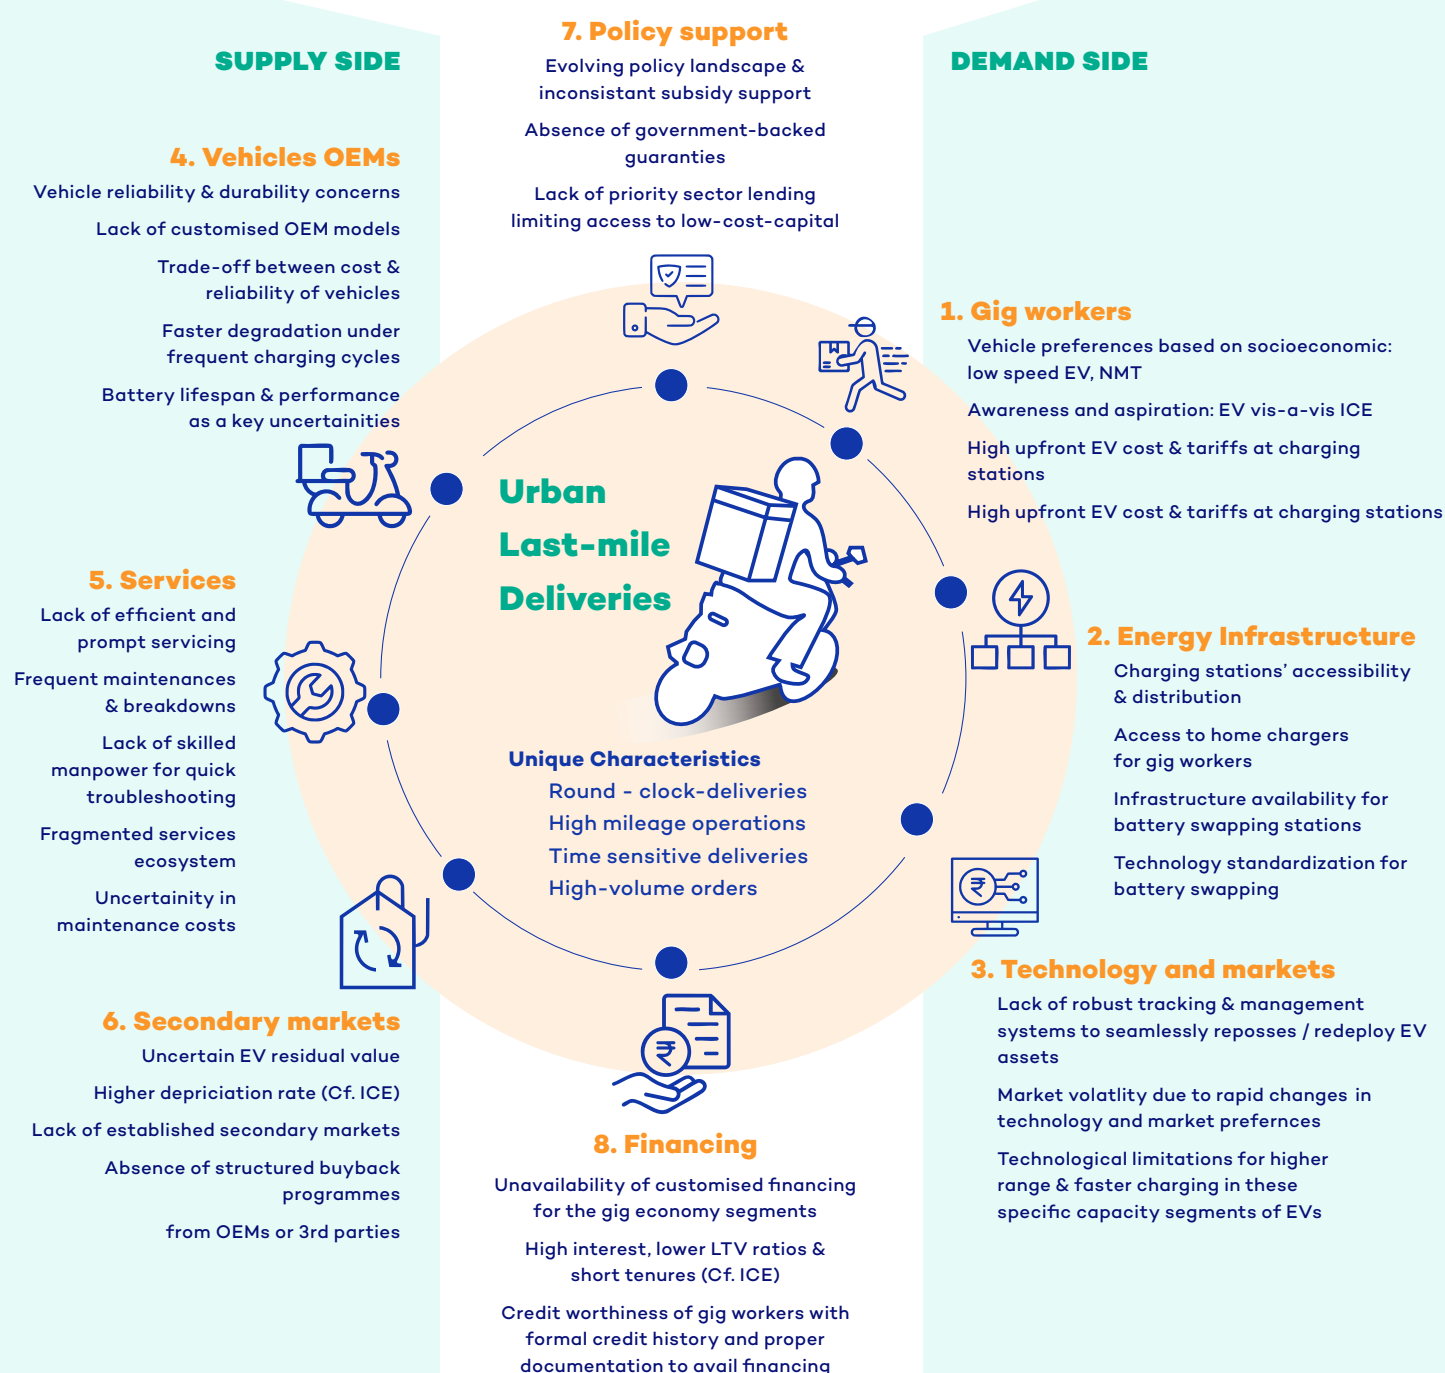 SUPPLY SIDE
4. Vehicles OEMs
Vehicle reliability & durability concerns
Lack of customised OEM models
Trade-off between cost &
reliability of vehicles
Faster degradation under
frequent charging cycles
Battery lifespan & performance
as a key uncertainities
5. Services
Lack of efficient and
prompt servicing
Frequent maintenances
& breakdowns
Lack of skilled
manpower for quick
troubleshooting
Fragmented services
ecosystem
Uncertainity in
maintenance costs
6. Secondary markets
Uncertain EV residual value
Higher depriciation rate (Cf. ICE)
Lack of established secondary markets
Absence of structured buyback
programmes
from OEMs or 3rd parties
7. Policy support
Evolving policy landscape &
inconsistant subsidy support
Absence of government-backed
guaranties
Lack of priority sector lending
limiting access to low-cost-capital
Urban
Last-mile
Deliveries
Unique Characteristics
Round - clock-deliveries
High mileage operations
Time sensitive deliveries
High-volume orders
₹
8. Financing
Unavailability of customised financing
for the gig economy segments
High interest, lower LTV ratios &
short tenures (Cf. ICE)
Credit worthiness of gig workers with
formal credit history and proper
documentation to avail financing
DEMAND SIDE
1. Gig workers
Vehicle preferences based on socioeconomic:
low speed EV, NMT
Awareness and aspiration: EV vis-a-vis ICE
High upfront EV cost & tariffs at charging
stations
High upfront EV cost & tariffs at charging stations
2. Energy Infrastructure
Charging stations’ accessibility
& distribution
Access to home chargers
for gig workers
Infrastructure availability for
battery swapping stations
Technology standardization for
battery swapping
₹
3. Technology and markets
Lack of robust tracking & management
systems to seamlessly reposses / redeploy EV
assets
Market volatlity due to rapid changes in
technology and market prefernces
Technological limitations for higher
range & faster charging in these
specific capacity segments of EVs